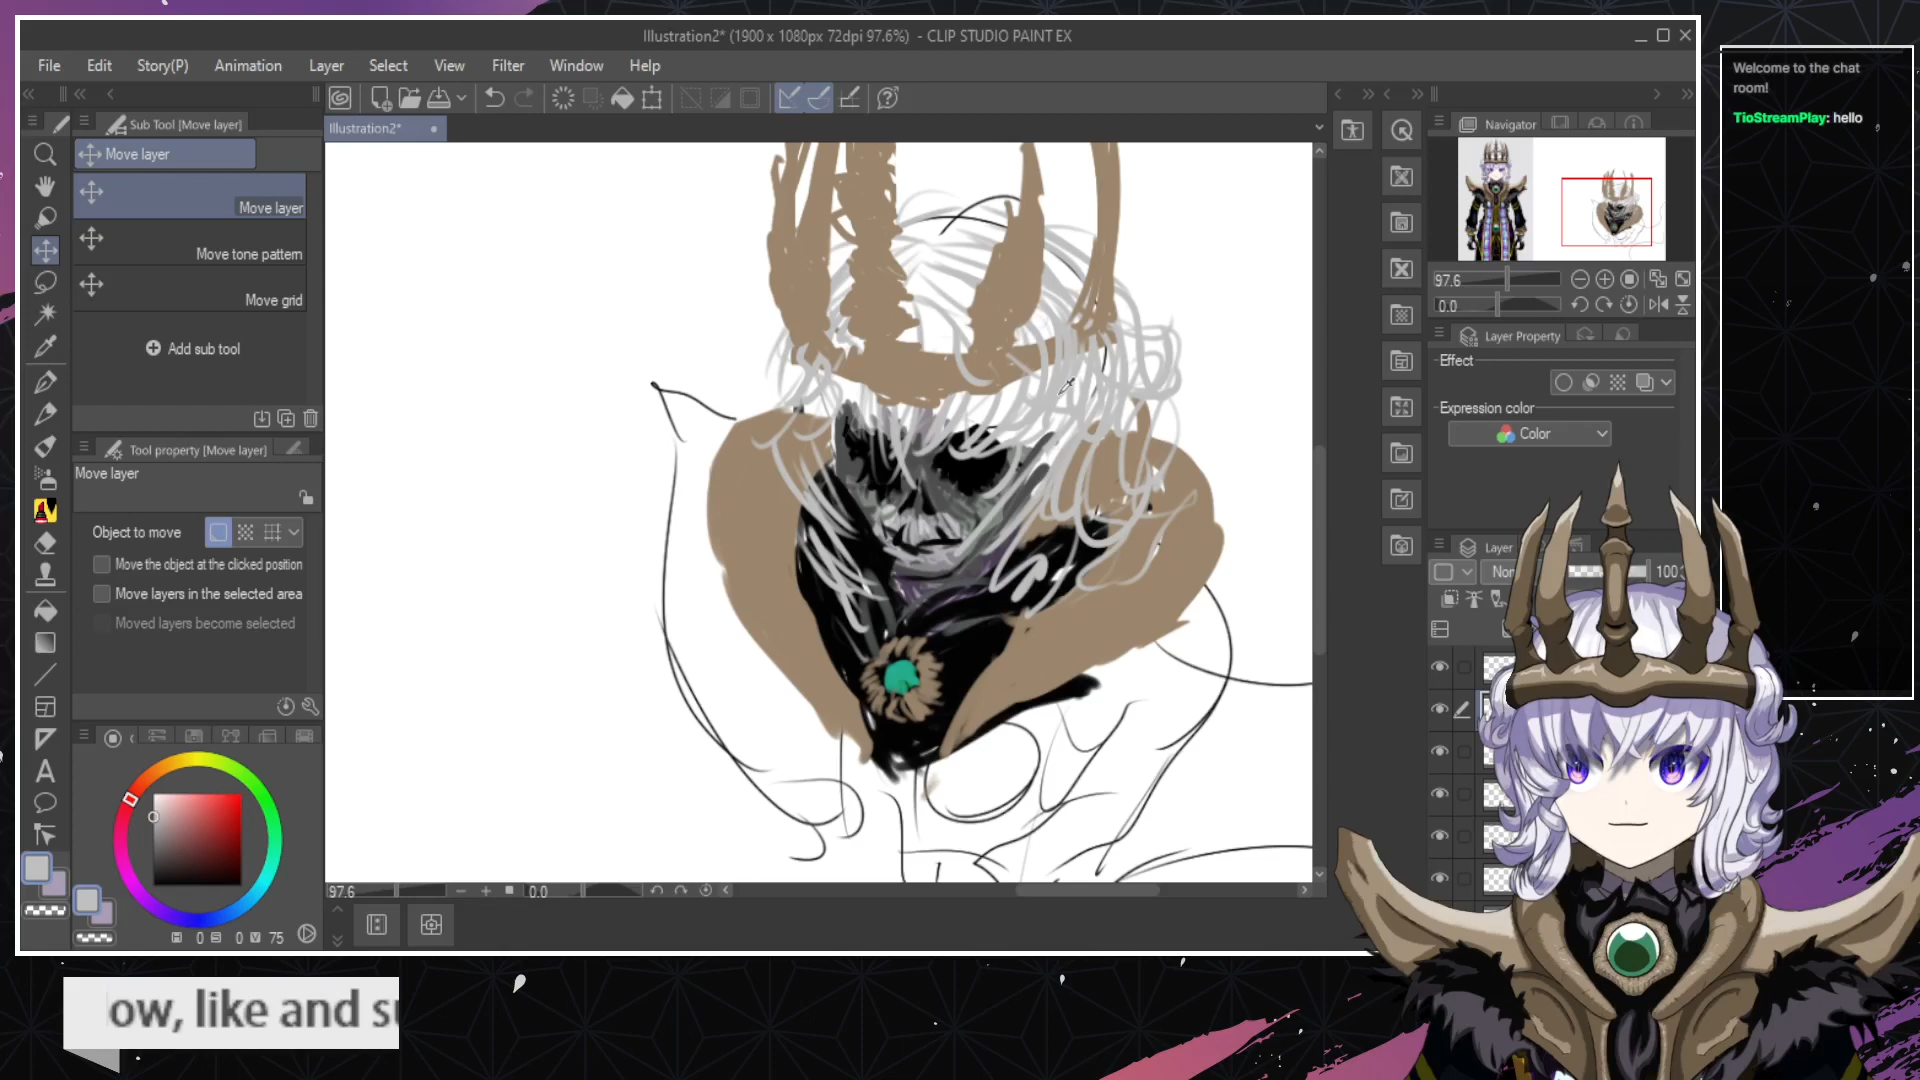 Illustration2* (1900 x 1080px 72dpi 97.6%) - CLIP STUDIO PAINT EX
File Edit Story(P) Animation Layer Select View Filter Window Help
Sub Tool [Move layer]
Move layer
Move layer
Move tone pattern
Move grid
Add sub tool
Tool property [Move layer]
Move layer
Object to move
Move the object at the clicked position
Move layers in the selected area
Moved layers become selected
0 0 75
Illustration2*
97.6 0.0
Navigator
97.6
0.0
Layer Property
Effect
Expression color
Color
Layer
100
Welcome to the chat
room!
TioStreamPlay: hello
ow, like and su